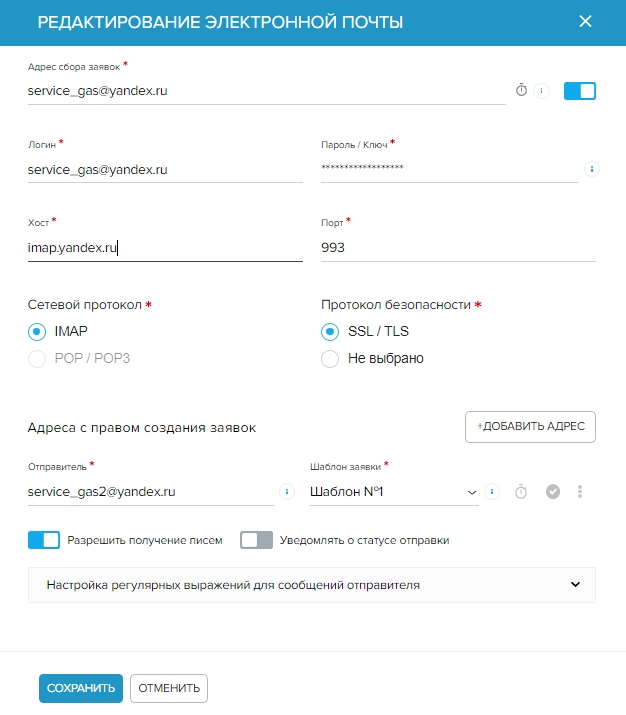 РЕДАКТИРОВАНИЕ ЭЛЕКТРОННОЙ ПОЧТЫ
Адрес сбора заявок *
service_gas@yandex.ru
Логин * Пароль / Ключ *
service_gas@yandex.ru ******************
Хост * Порт *
imap.yandex.ru 993
Сетевой протокол * Протокол безопасности *
IMAP SSL / TLS
POP / POP3 Не выбрано
Адреса с правом создания заявок +ДОБАВИТЬ АДРЕС
Отправитель * Шаблон заявки *
service_gas2@yandex.ru Шаблон №1
Разрешить получение писем Уведомлять о статусе отправки
Настройка регулярных выражений для сообщений отправителя
СОХРАНИТЬ ОТМЕНИТЬ